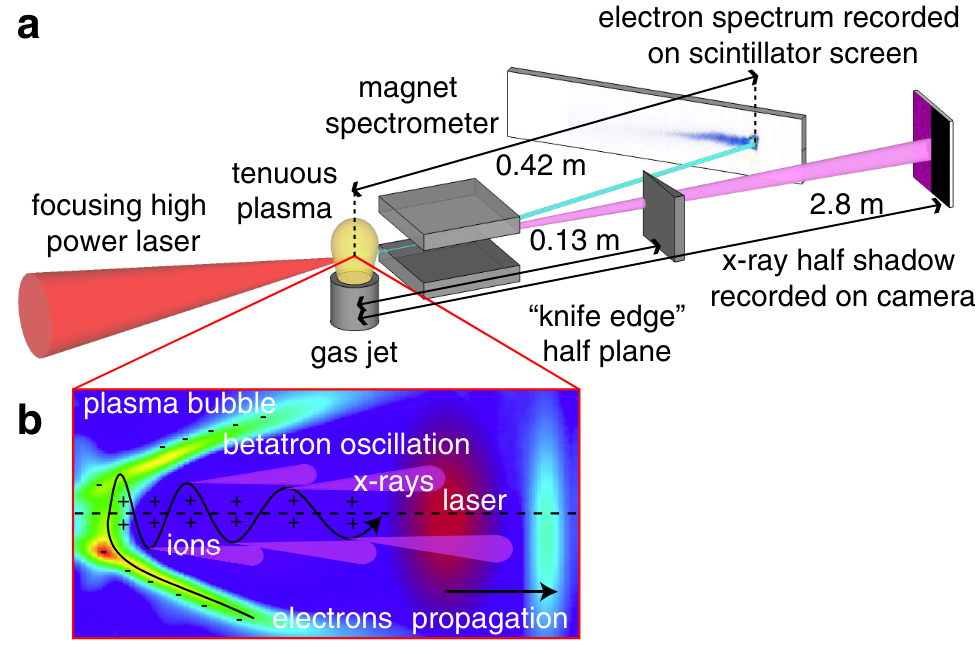 a
electron spectrum recorded
on scintillator screen
magnet
spectrometer
0.42 m
tenuous
plasma
focusing high
power laser
2.8 m
0.13 m
x-ray half shadow
recorded on camera
“knife edge”
half plane
gas jet
b
plasma bubble
betatron oscillation
x-rays
laser
ions
electrons
propagation